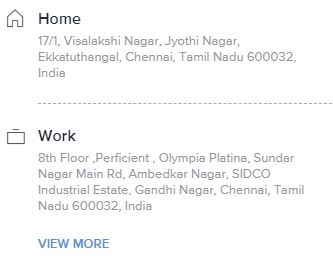 Home
17/1, Visalakshi Nagar, Jyothi Nagar,
Ekkatuthangal, Chennai, Tamil Nadu 600032,
India
Work
8th Floor ,Perficient , Olympia Platina, Sundar
Nagar Main Rd, Ambedkar Nagar, SIDCO
Industrial Estate, Gandhi Nagar, Chennai, Tamil
Nadu 600032, India
VIEW MORE